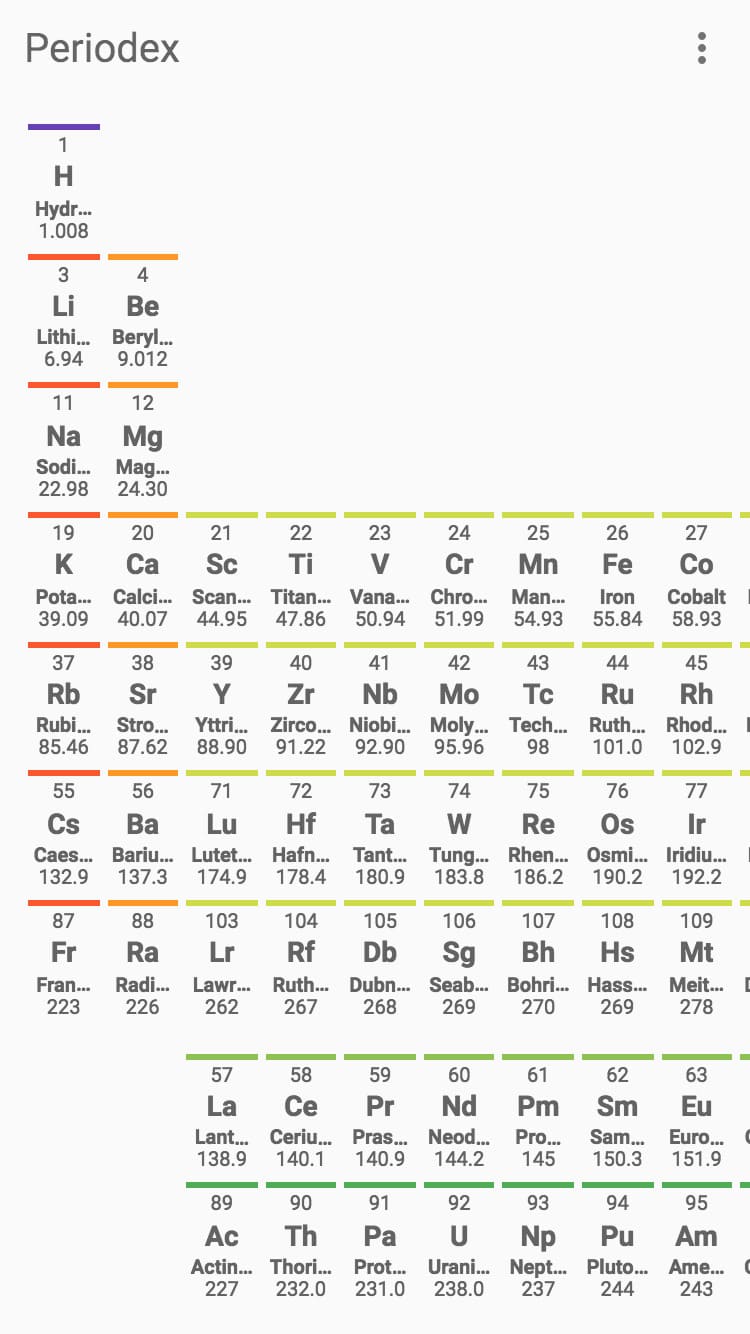 Periodex
1
H
Hydr...
1.008
3 4
Li Be
Lithi... Beryl...
6.94 9.012
11 12
Na Mg
Sodi... Mag...
22.98 24.30
19 20 21 22 23 24 25 26 27
K Ca Sc Ti V Cr Mn Fe Co
Pota... Calci... Scan... Titan... Vana... Chro... Man... Iron Cobalt
39.09 40.07 44.95 47.86 50.94 51.99 54.93 55.84 58.93
37 38 39 40 41 42 43 44 45
Rb Sr Y Zr Nb Mo Tc Ru Rh
Rubi... Stro... Yttri... Zirco... Niobi... Moly... Tech... Ruth... Rhod...
85.46 87.62 88.90 91.22 92.90 95.96 98 101.0 102.9
55 56 71 72 73 74 75 76 77
Cs Ba Lu Hf Ta W Re Os Ir
Caes... Bariu... Lutet... Hafn... Tant... Tung... Rhen... Osmi... Iridiu...
132.9 137.3 174.9 178.4 180.9 183.8 186.2 190.2 192.2
87 88 103 104 105 106 107 108 109
Fr Ra Lr Rf Db Sg Bh Hs Mt
Fran... Radi... Lawr... Ruth... Dubn... Seab... Bohri... Hass... Meit...
223 226 262 267 268 269 270 269 278
57 58 59 60 61 62 63
La Ce Pr Nd Pm Sm Eu
Lant... Ceriu... Pras... Neod... Pro... Sam... Euro...
138.9 140.1 140.9 144.2 145 150.3 151.9
89 90 91 92 93 94 95
Ac Th Pa U Np Pu Am
Actin... Thori... Prot... Urani... Nept... Pluto... Ame...
227 232.0 231.0 238.0 237 244 243